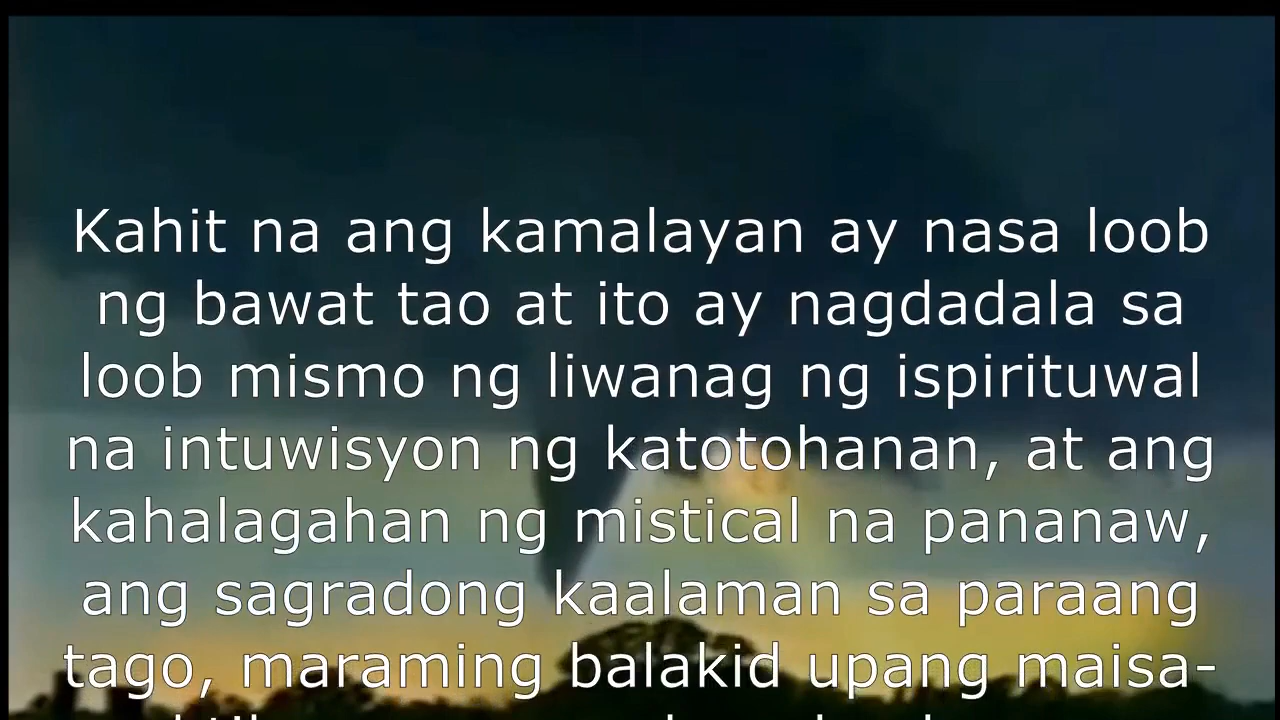 Kahit na ang kamalayan ay nasa loob
ng bawat tao at ito ay nagdadala sa
loob mismo ng liwanag ng ispirituwal
na intuwisyon ng katotohanan, at ang
kahalagahan ng mistical na pananaw,
ang sagradong kaalaman sa paraang
tago, maraming balakid upang maisa-